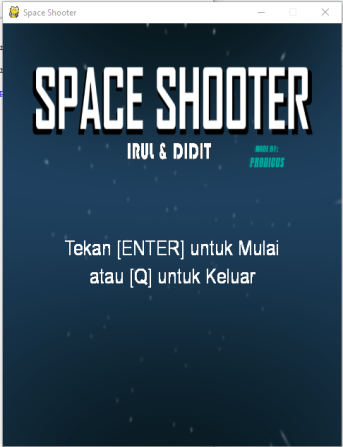 Space Shooter
SPACE SHOOTER
IRUL & DIDIT
MADE BY:
PRODIGUS
Tekan [ENTER] untuk Mulai
atau [Q] untuk Keluar